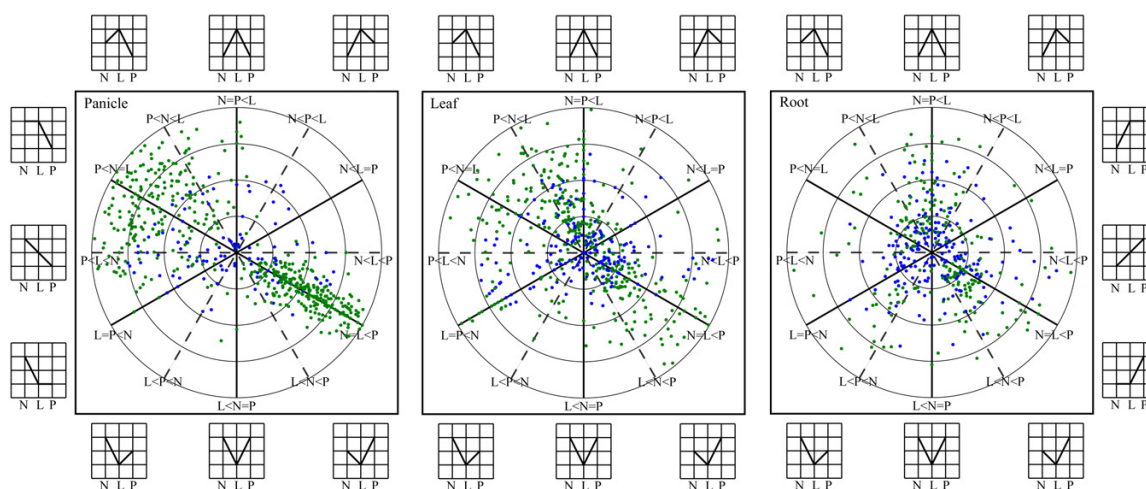 N L P N L P N L P N L P N L P N L P N L P N L P N L P
Panicle
N=P<L
P<N<L
N<P<L
P<N=L
N<L=P
P<L<N
N<L<P
L=P<N
N=L<P
L<P<N
L<N<P
L<N=P
Leaf
N=P<L
P<N<L
N<P<L
P<N=L
N<L=P
P<L<N
N<L<P
L=P<N
N=L<P
L<P<N
L<N<P
L<N=P
Root
N=P<L
P<N<L
N<P<L
P<N=L
N<L=P
P<L<N
N<L<P
L=P<N
N=L<P
L<P<N
L<N<P
L<N=P
N L P
N L P
N L P
N L P
N L P
N L P
N L P N L P N L P N L P N L P N L P N L P N L P N L P